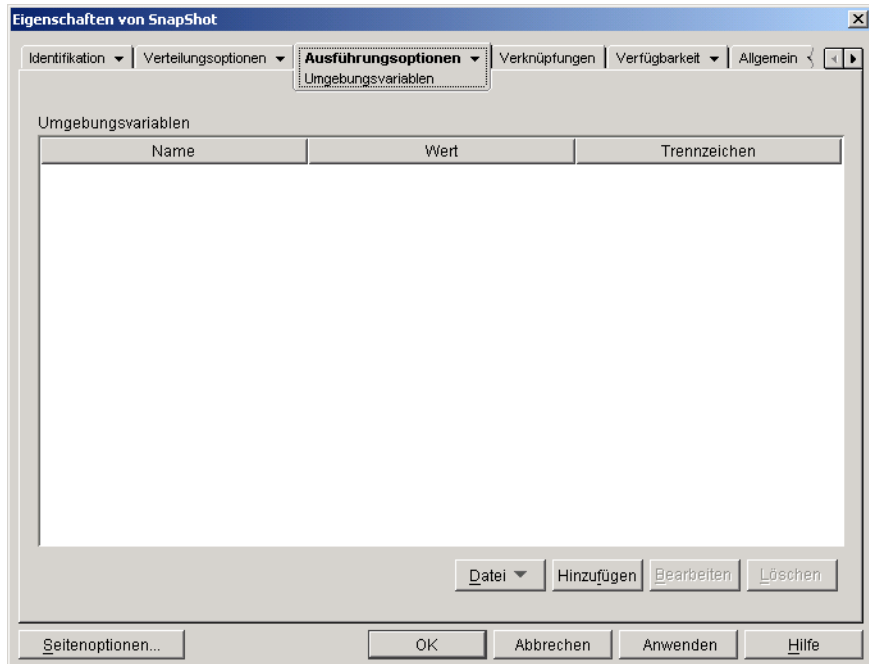 Eigenschaften von SnapShot
Identifikation Verteilungsoptionen Ausführungsoptionen Verknüpfungen Verfügbarkeit Allgemein
Umgebungsvariablen
Umgebungsvariablen
Name Wert Trennzeichen
Datei Hinzufügen Bearbeiten Löschen
Seitenoptionen... OK Abbrechen Anwenden Hilfe